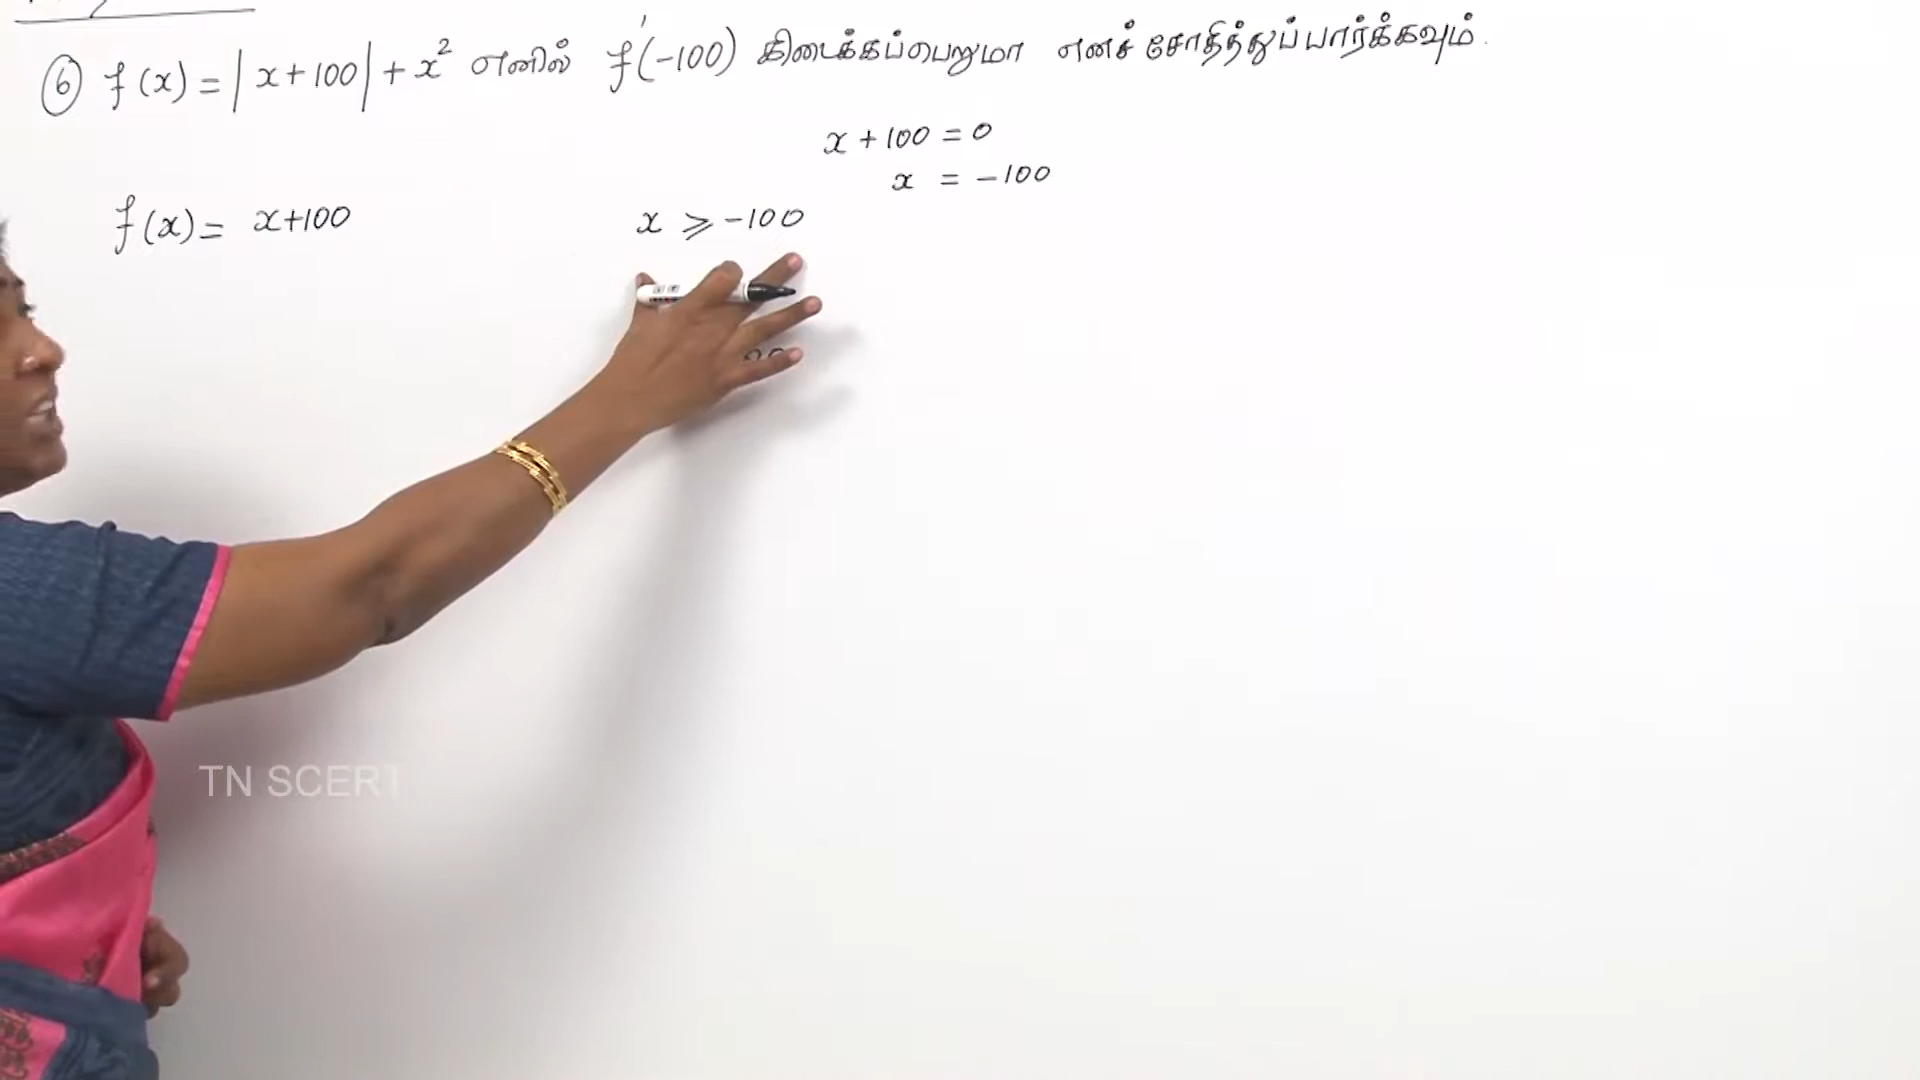 ⑥ f(x) = |x+100| + x² எனில் f'(-100) கிடைக்கப்பெறுமா எனச் சோதித்துப்பார்க்கவும்.
x + 100 = 0
x = -100
f(x) = x+100 x ⩾ -100
TN SCERT